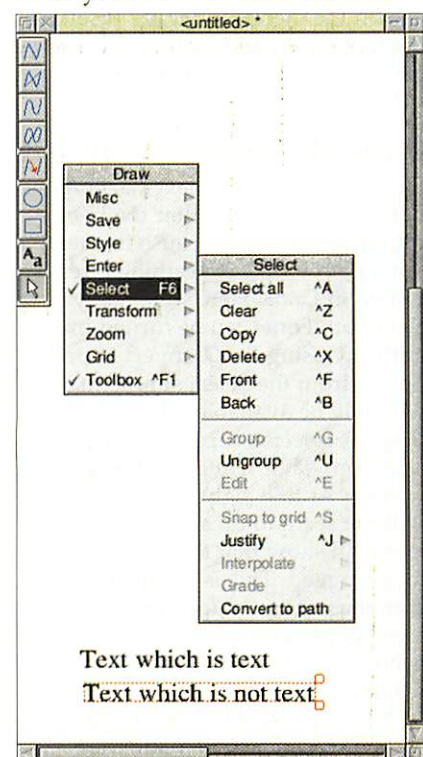 <untitled> *
Aa
Draw
Misc
Save
Style
Enter
✓ Select F6
Transform
Zoom
Grid
✓ Toolbox ^F1
Select
Select all ^A
Clear ^Z
Copy ^C
Delete ^X
Front ^F
Back ^B
Group ^G
Ungroup ^U
Edit ^E
Snap to grid ^S
Justify ^J
Interpolate
Grade
Convert to path
Text which is text
Text which is not text